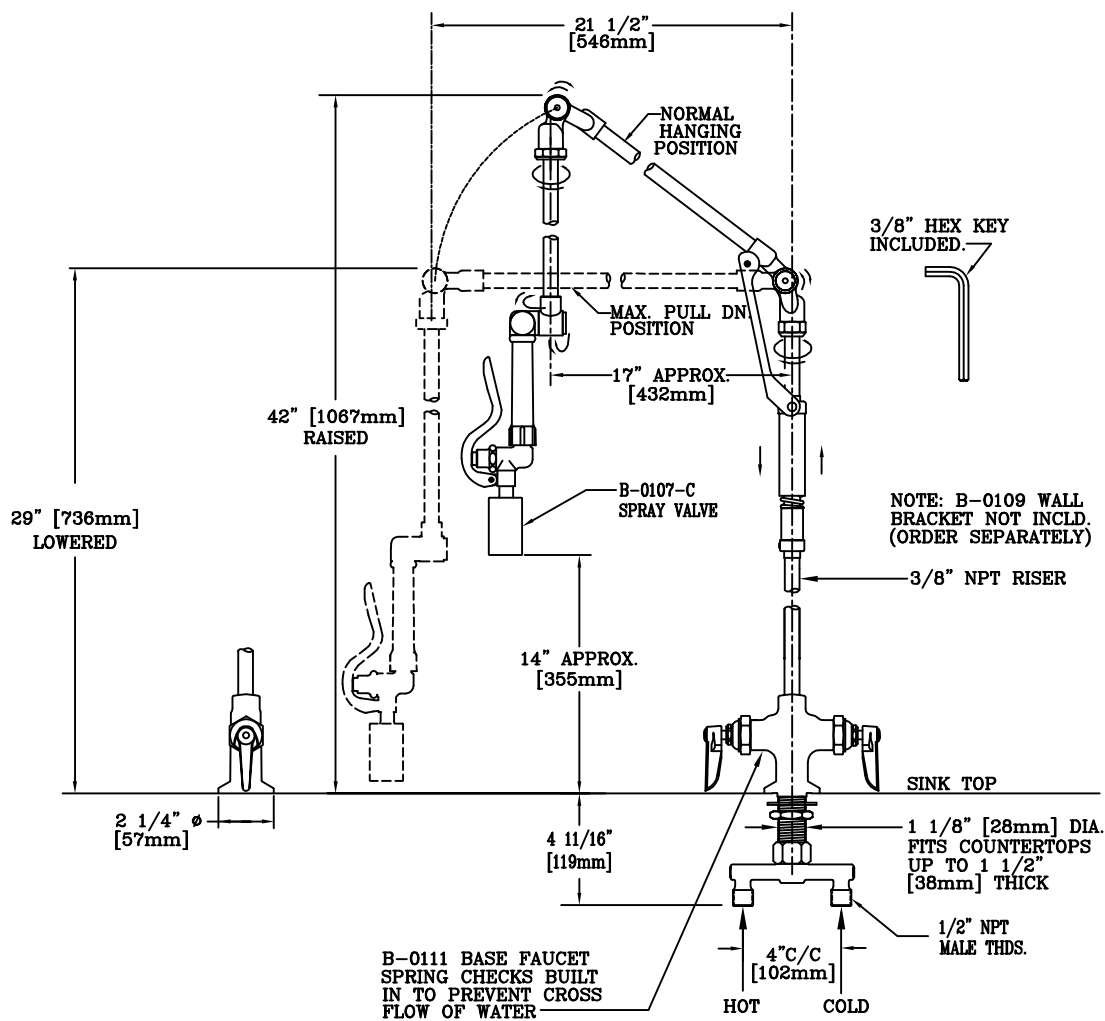 21 1/2"
[546mm]
NORMAL
HANGING
POSITION
3/8" HEX KEY
INCLUDED.
MAX. PULL DN.
POSITION
17" APPROX.
[432mm]
42" [1067mm]
RAISED
29" [736mm]
LOWERED
B-0107-C
SPRAY VALVE
NOTE: B-0109 WALL
BRACKET NOT INCLD.
(ORDER SEPARATELY)
3/8" NPT RISER
14" APPROX.
[355mm]
SINK TOP
2 1/4" ø
[57mm]
4 11/16"
[119mm]
1 1/8" [28mm] DIA.
FITS COUNTERTOPS
UP TO 1 1/2"
[38mm] THICK
1/2" NPT
MALE THDS.
B-0111 BASE FAUCET
SPRING CHECKS BUILT
IN TO PREVENT CROSS
FLOW OF WATER
4"C/C
[102mm]
HOT
COLD